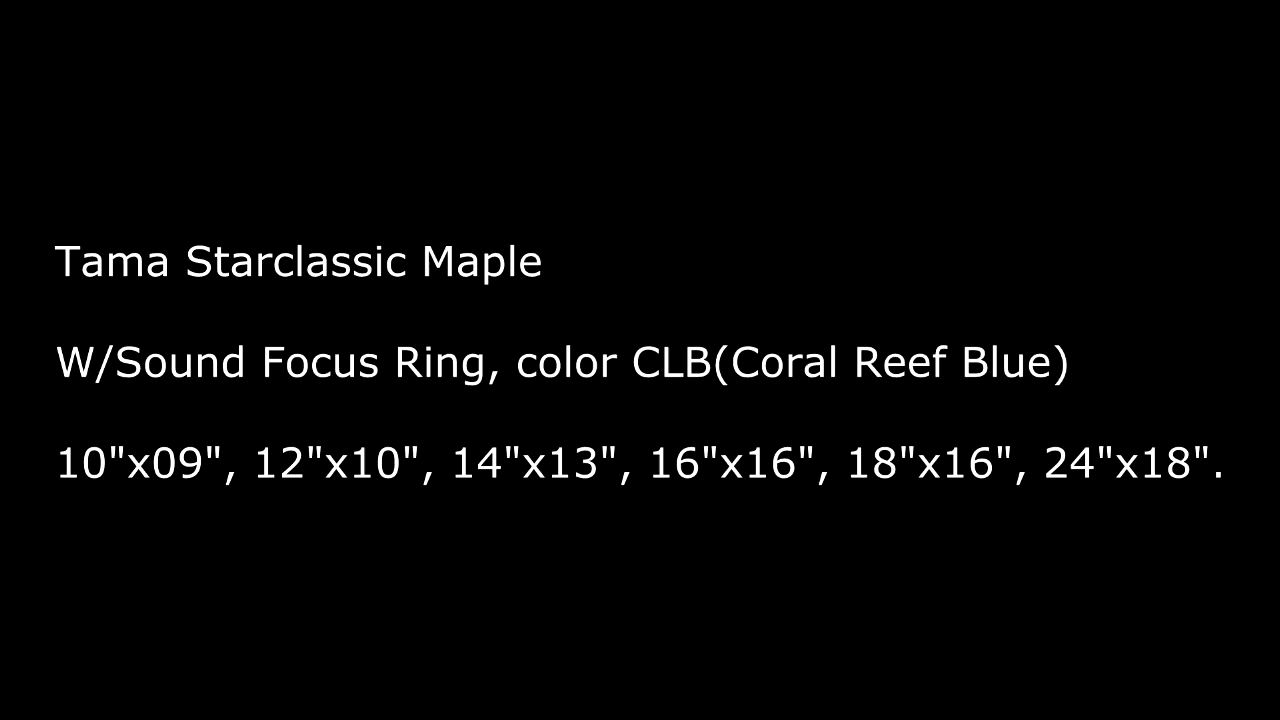 Tama Starclassic Maple
W/Sound Focus Ring, color CLB(Coral Reef Blue)
10"x09", 12"x10", 14"x13", 16"x16", 18"x16", 24"x18".